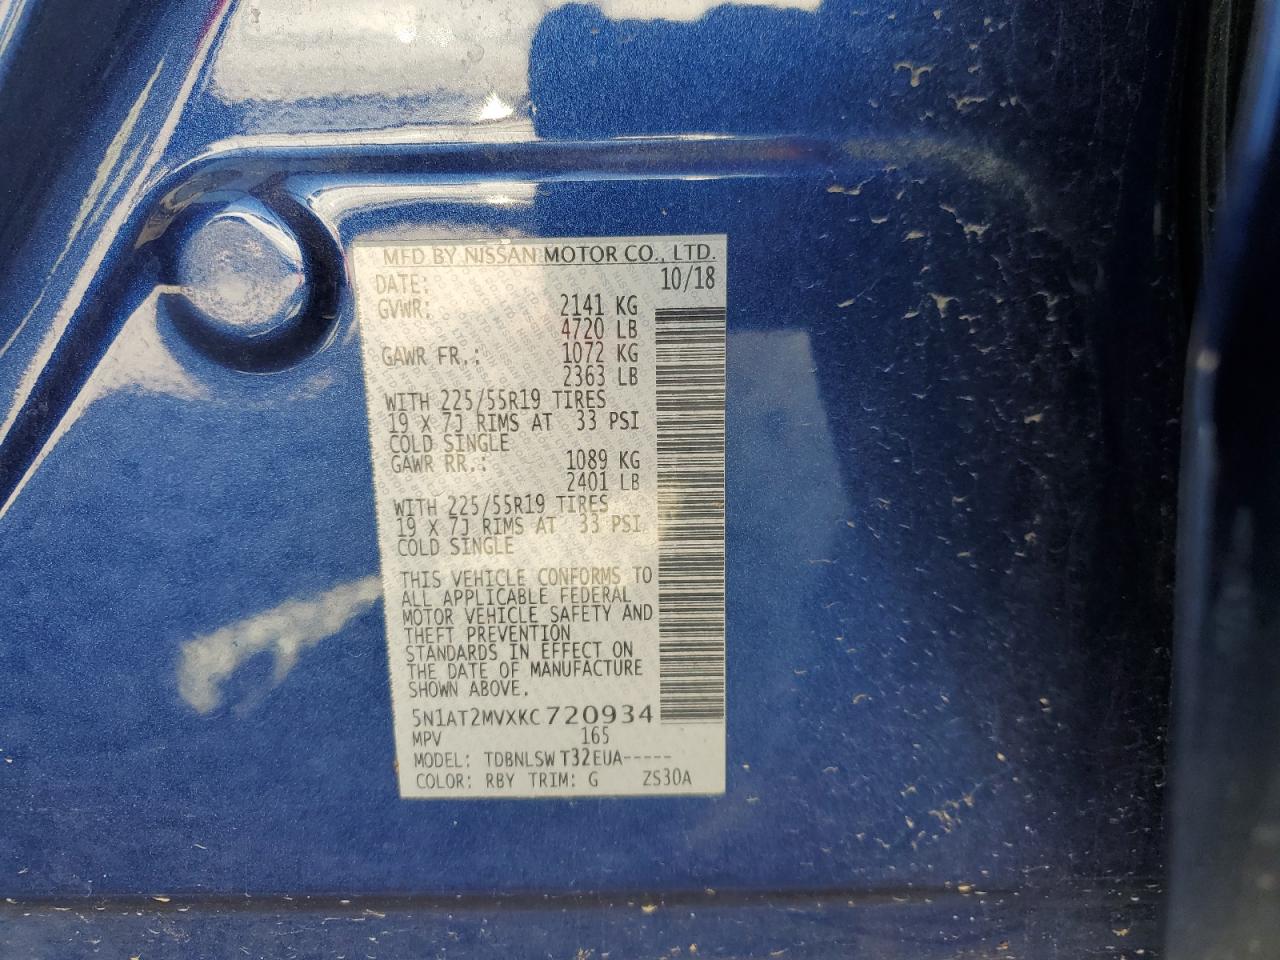 MFD BY NISSAN MOTOR CO., LTD.
DATE: 10/18
GVWR: 2141 KG
4720 LB
GAWR FR.: 1072 KG
2363 LB
WITH 225/55R19 TIRES
19 X 7J RIMS AT 33 PSI
COLD SINGLE
GAWR RR.: 1089 KG
2401 LB
WITH 225/55R19 TIRES
19 X 7J RIMS AT 33 PSI
COLD SINGLE
THIS VEHICLE CONFORMS TO
ALL APPLICABLE FEDERAL
MOTOR VEHICLE SAFETY AND
THEFT PREVENTION
STANDARDS IN EFFECT ON
THE DATE OF MANUFACTURE
SHOWN ABOVE.
5N1AT2MVXKC720934
MPV 165
MODEL: TDBNLSW T32EUA-----
COLOR: RBY TRIM: G ZS30A